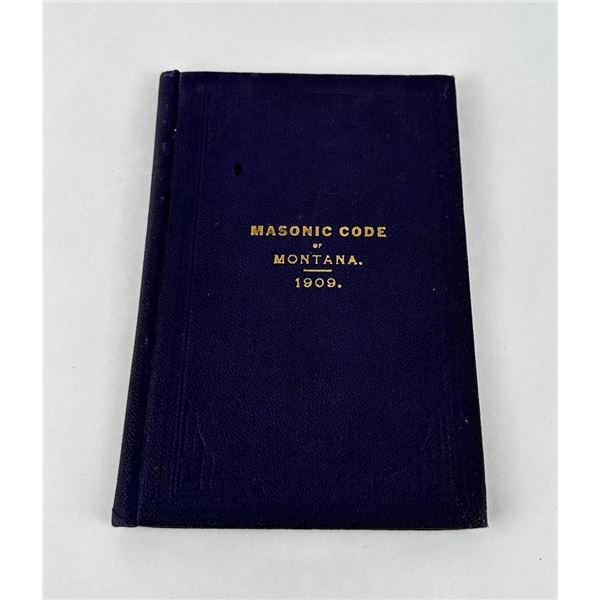 MASONIC CODE
OF
MONTANA.
1909.